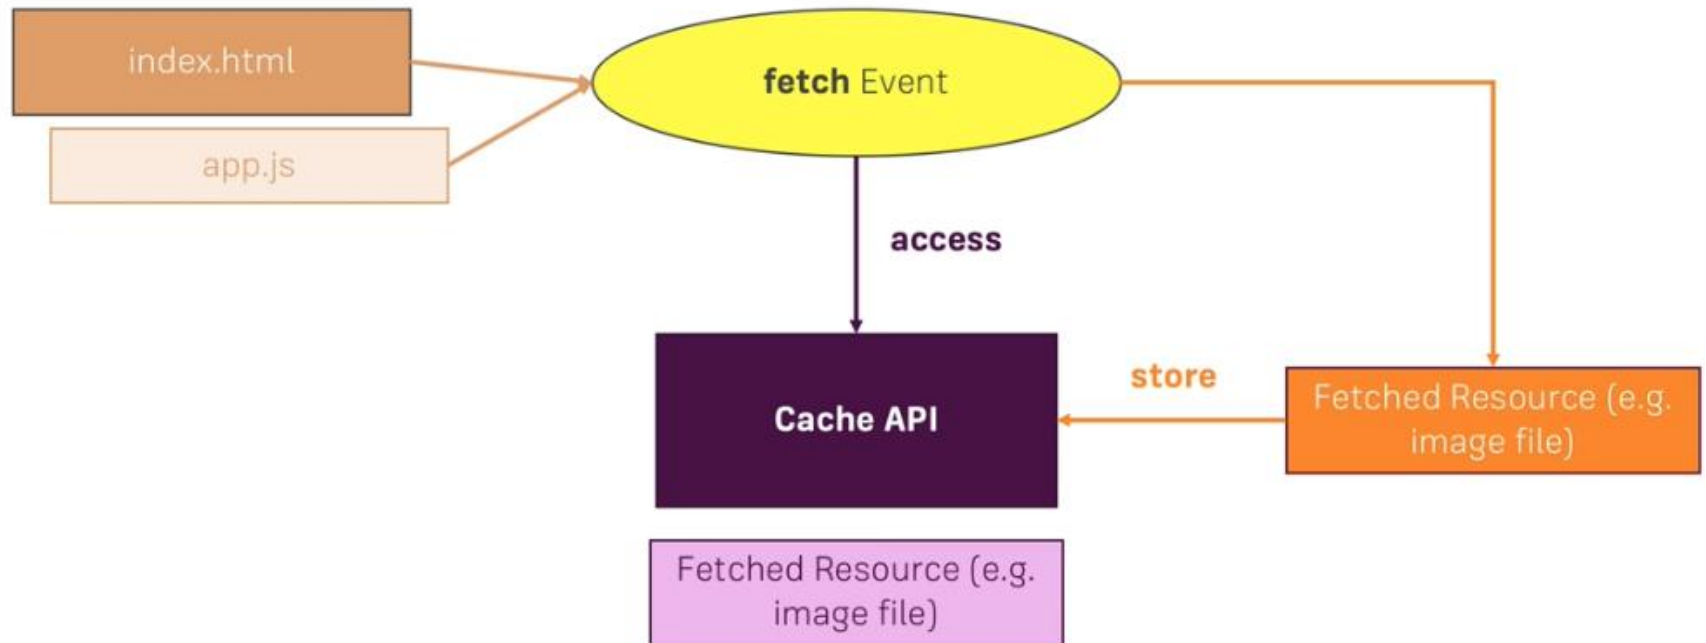 index.html
fetch Event
app.js
access
store
Cache API
Fetched Resource (e.g.
image file)
Fetched Resource (e.g.
image file)